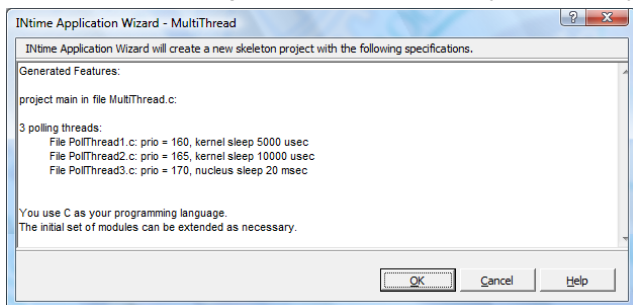 INtime Application Wizard - MultiThread
INtime Application Wizard will create a new skeleton project with the following specifications.
Generated Features:
project main in file MultiThread.c:
3 polling threads:
File PollThread1.c: prio = 160, kernel sleep 5000 usec
File PollThread2.c: prio = 165, kernel sleep 10000 usec
File PollThread3.c: prio = 170, nucleus sleep 20 msec
You use C as your programming language.
The initial set of modules can be extended as necessary.
OK Cancel Help